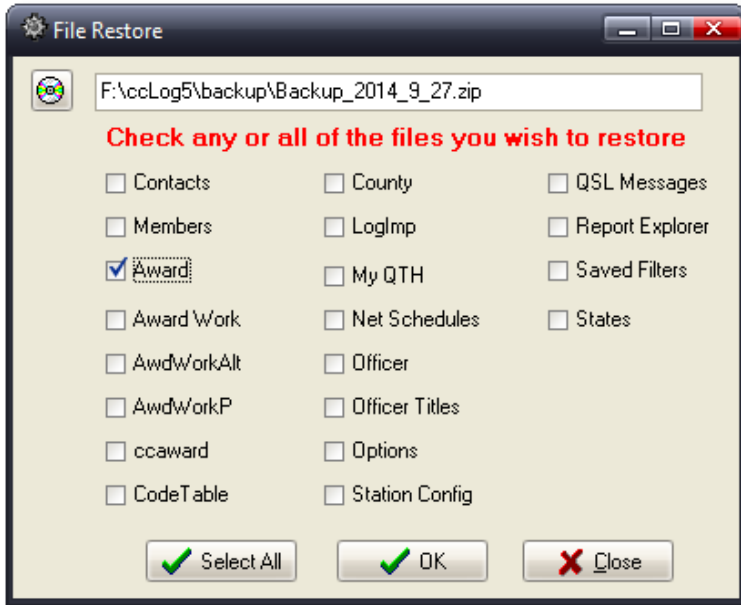 File Restore
F:\ccLog5\backup\Backup_2014_9_27.zip
Check any or all of the files you wish to restore
Contacts
Members
Award
Award Work
AwdWorkAlt
AwdWorkP
ccaward
CodeTable
County
LogImp
My QTH
Net Schedules
Officer
Officer Titles
Options
Station Config
QSL Messages
Report Explorer
Saved Filters
States
Select All
OK
Close